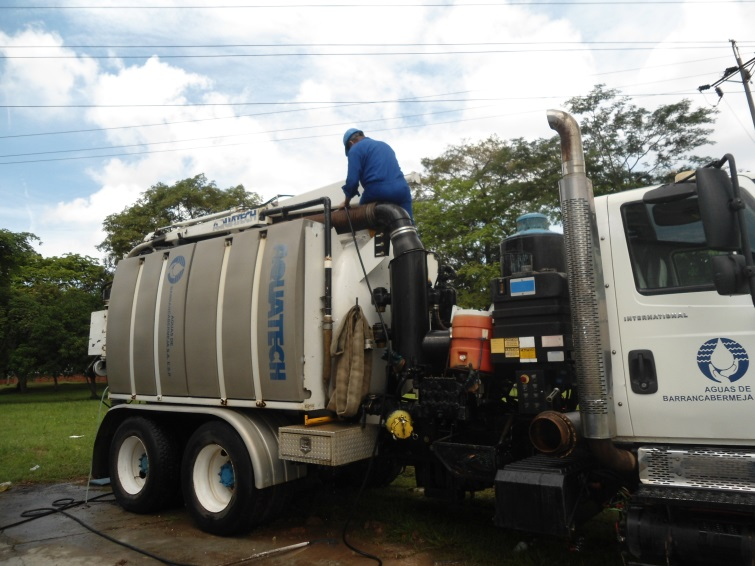 AQUATECH
AQUATECH
INTERNATIONAL
AGUAS DE
BARRANCABERMEJA